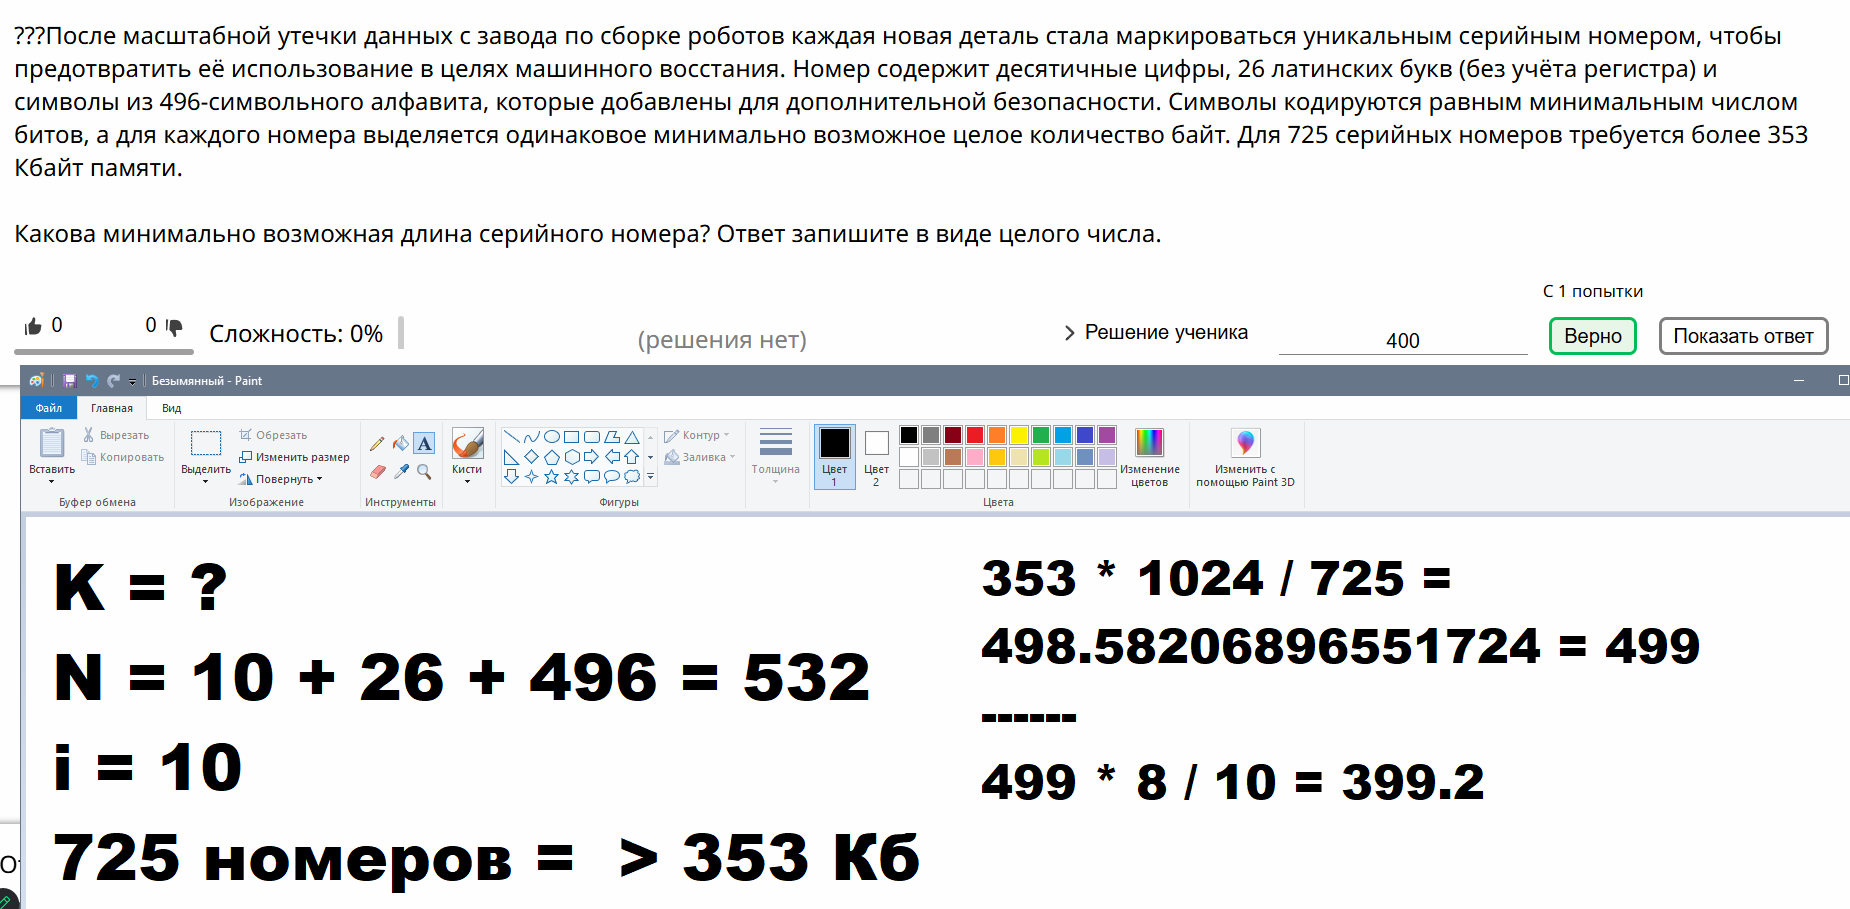 ???После масштабной утечки данных с завода по сборке роботов каждая новая деталь стала маркироваться уникальным серийным номером, чтобы
предотвратить её использование в целях машинного восстания. Номер содержит десятичные цифры, 26 латинских букв (без учёта регистра) и
символы из 496-символьного алфавита, которые добавлены для дополнительной безопасности. Символы кодируются равным минимальным числом
битов, а для каждого номера выделяется одинаковое минимально возможное целое количество байт. Для 725 серийных номеров требуется более 353
Кбайт памяти.
Какова минимально возможная длина серийного номера? Ответ запишите в виде целого числа.
С 1 попытки
0 0 Сложность: 0% (решения нет) Решение ученика 400 Верно Показать ответ
Безымянный - Paint
Файл Главная Вид
Вставить
Вырезать
Копировать
Буфер обмена
Выделить
Обрезать
Изменить размер
Повернуть
Изображение
A
Инструменты
Кисти
Контур
Заливка
Фигуры
Толщина
Цвет
1
Цвет
2
Изменение
цветов
Цвета
Изменить с
помощью Paint 3D
K = ?
N = 10 + 26 + 496 = 532
i = 10
725 номеров = > 353 Кб
353 * 1024 / 725 =
498.58206896551724 = 499
------
499 * 8 / 10 = 399.2